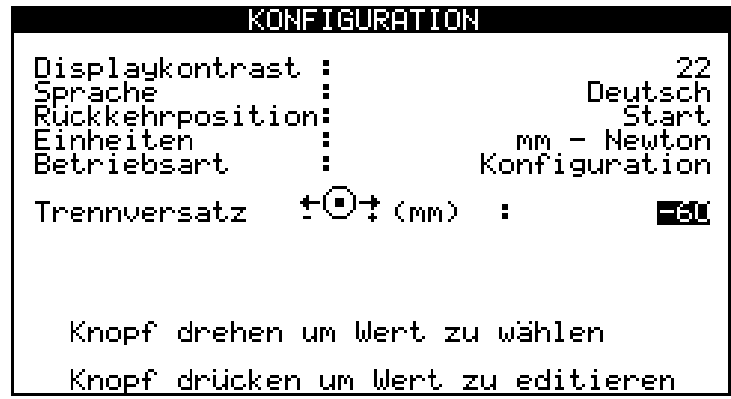 KONFIGURATION
Displaykontrast : 22
Sprache : Deutsch
Rückkehrposition: Start
Einheiten : mm - Newton
Betriebsart : Konfiguration
Trennversatz (mm) : -60
Knopf drehen um Wert zu wählen
Knopf drücken um Wert zu editieren